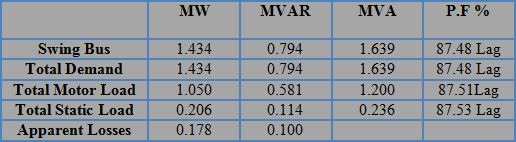 MW MVAR MVA P.F %
Swing Bus 1.434 0.794 1.639 87.48 Lag
Total Demand 1.434 0.794 1.639 87.48 Lag
Total Motor Load 1.050 0.581 1.200 87.51Lag
Total Static Load 0.206 0.114 0.236 87.53 Lag
Apparent Losses 0.178 0.100